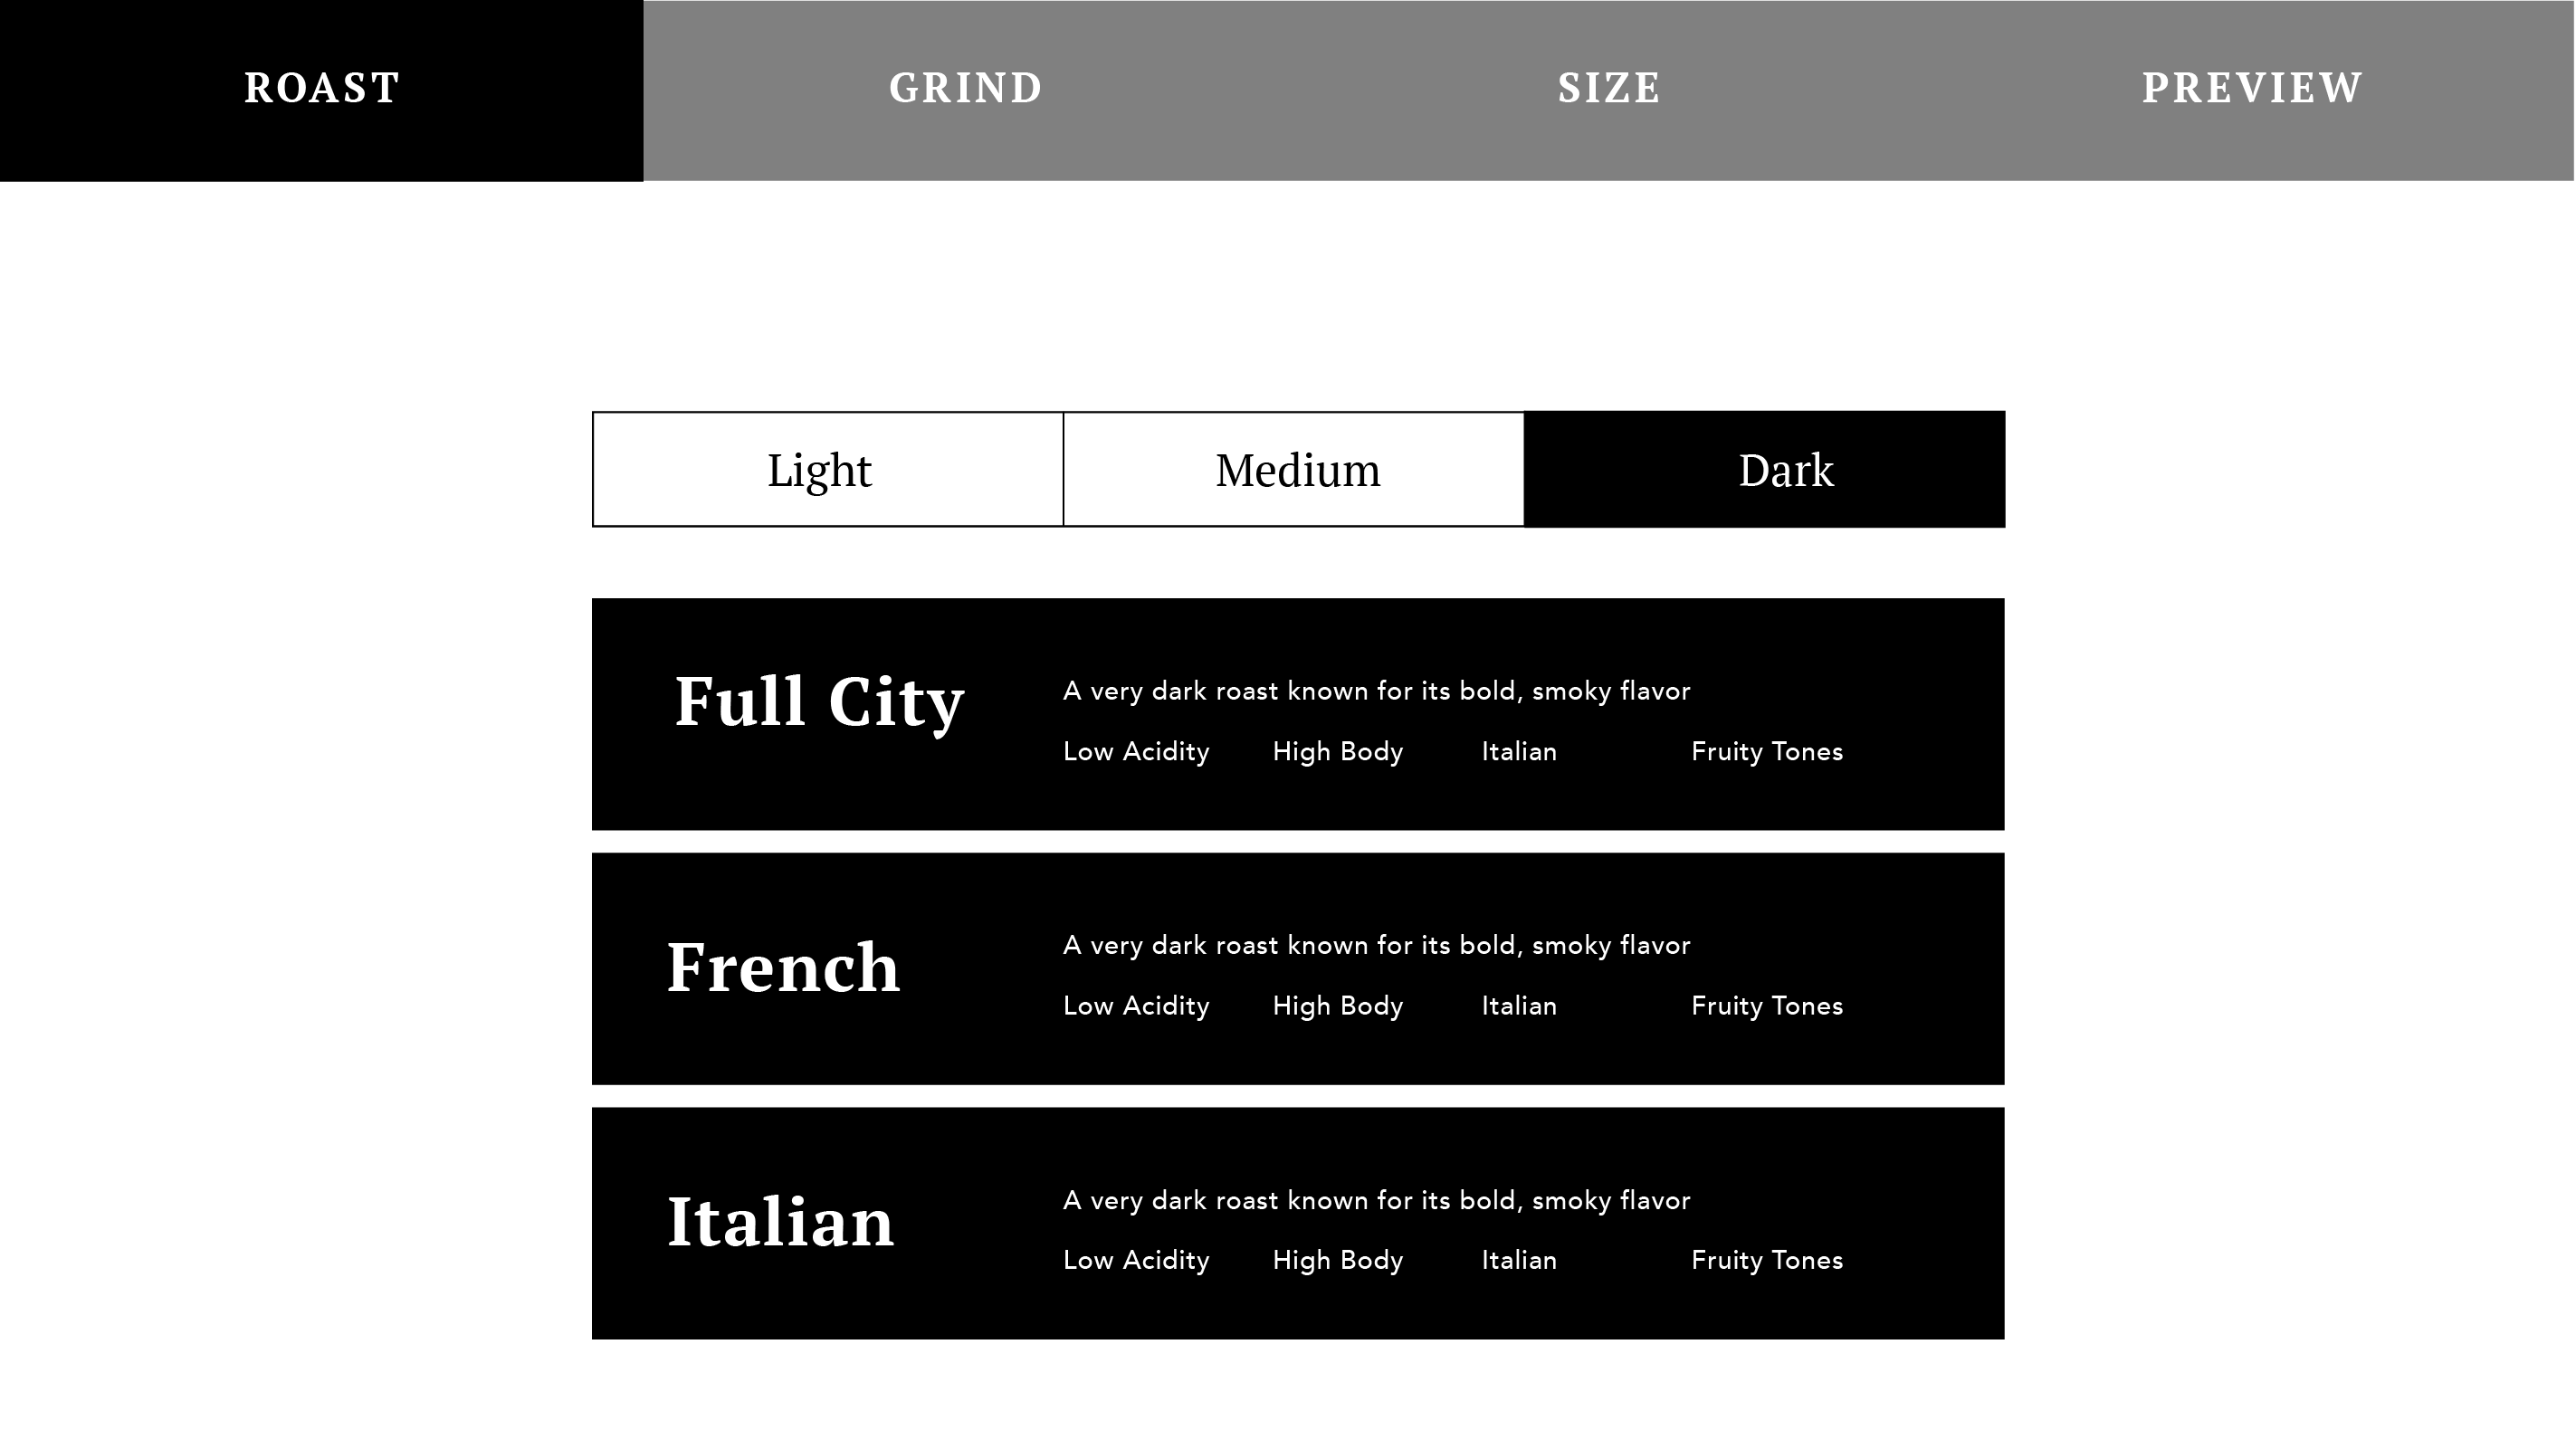 ROAST GRIND SIZE PREVIEW
Light Medium Dark
Full City
A very dark roast known for its bold, smoky flavor
Low Acidity High Body Italian Fruity Tones
French
A very dark roast known for its bold, smoky flavor
Low Acidity High Body Italian Fruity Tones
Italian
A very dark roast known for its bold, smoky flavor
Low Acidity High Body Italian Fruity Tones